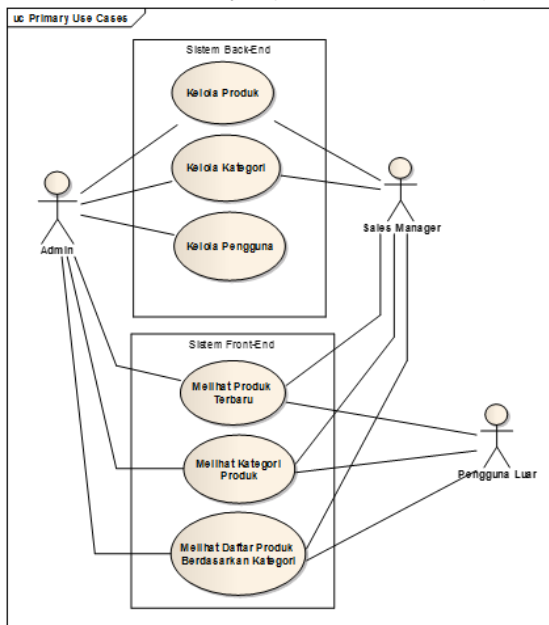 uc Primary Use Cases
Sistem Back-End
Kelola Produk
Kelola Kategori
Kelola Pengguna
Admin
Sales Manager
Sistem Front-End
Melihat Produk
Terbaru
Melihat Kategori
Produk
Melihat Daftar Produk
Berdasarkan Kategori
Pengguna Luar